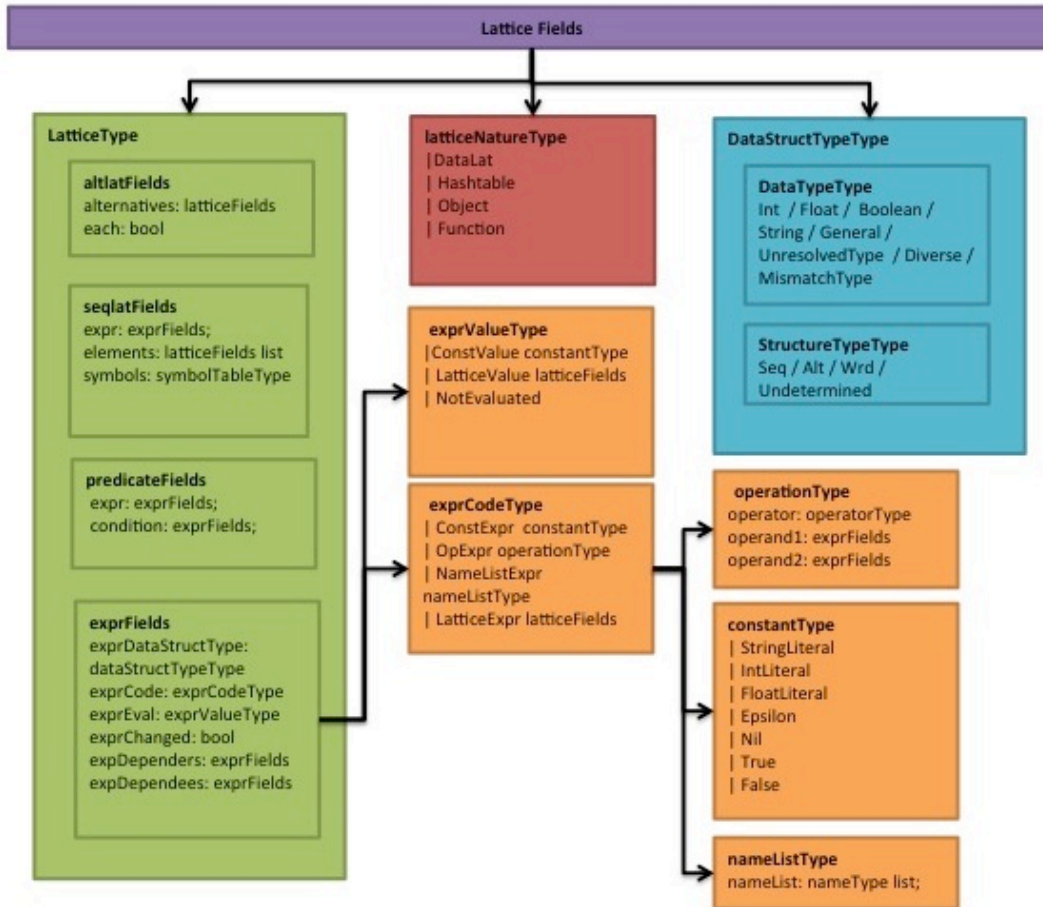 Lattice Fields
LatticeType
altlatFields
alternatives: latticeFields
each: bool
seqlatFields
expr: exprFields;
elements: latticeFields list
symbols: symbolTableType
predicateFields
expr: exprFields;
condition: exprFields;
exprFields
exprDataStructType:
dataStructTypeType
exprCode: exprCodeType
exprEval: exprValueType
exprChanged: bool
expDependers: exprFields
expDependees: exprFields
latticNatureType
|DataLat
| Hashtable
| Object
| Function
exprValueType
|ConstValue constantType
| LatticeValue latticeFields
| NotEvaluated
exprCodeType
| ConstExpr constantType
| OpExpr operationType
| NameListExpr
nameListType
| LatticeExpr latticeFields
DataStructTypeType
DataTypeType
Int / Float / Boolean /
String / General /
UnresolvedType / Diverse /
MismatchType
StructureTypeType
Seq / Alt / Wrd /
Undetermined
operationType
operator: operatorType
operand1: exprFields
operand2: exprFields
constantType
| StringLiteral
| IntLiteral
| FloatLiteral
| Epsilon
| Nil
| True
| False
nameListType
nameList: nameType list;